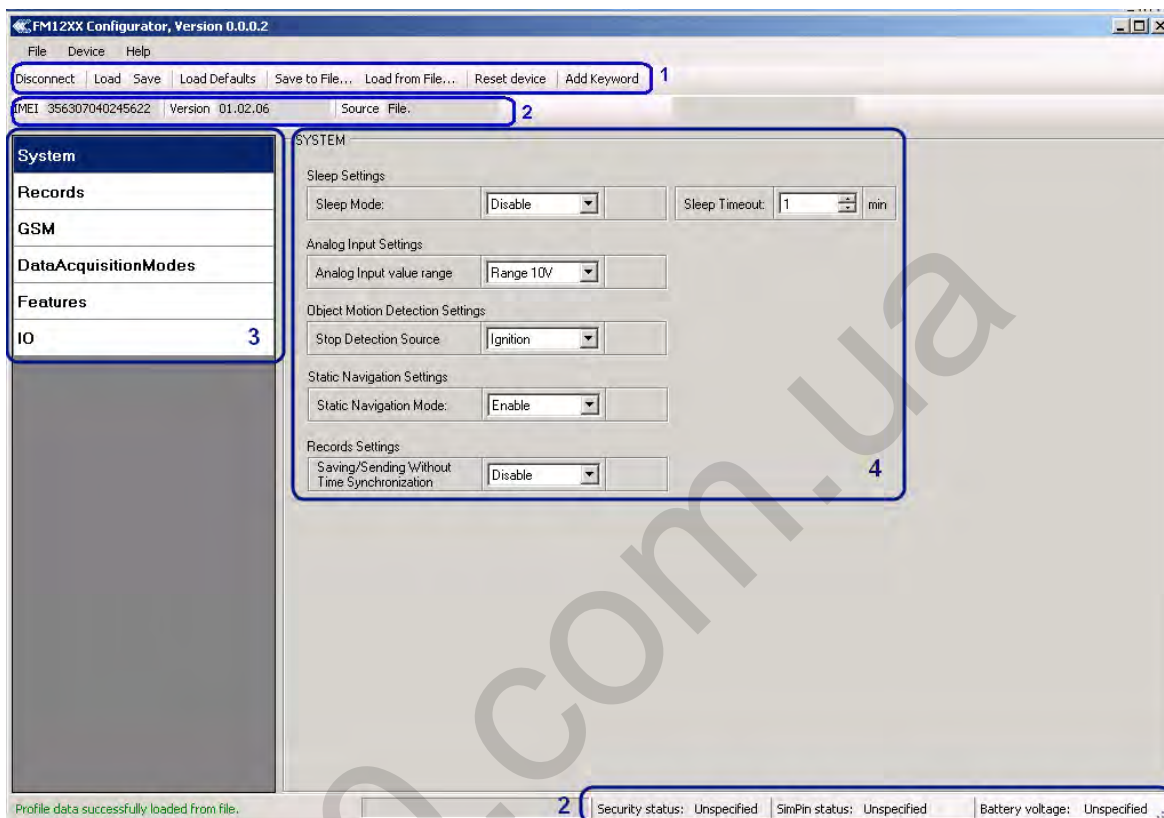 FM12XX Configurator, Version 0.0.0.2
File Device Help
Disconnect Load Save Load Defaults Save to File... Load from File... Reset device Add Keyword 1
IMEI 356307040245622 Version 01.02.06 Source File. 2
System
Records
GSM
DataAcquisitionModes
Features
IO 3
SYSTEM
Sleep Settings
Sleep Mode: Disable Sleep Timeout: 1 min
Analog Input Settings
Analog Input value range Range 10V
Object Motion Detection Settings
Stop Detection Source Ignition
Static Navigation Settings
Static Navigation Mode: Enable
Records Settings
Saving/Sending Without
Time Synchronization Disable
4
Profile data successfully loaded from file. 2 Security status: Unspecified SimPin status: Unspecified Battery voltage: Unspecified
m.com.ua